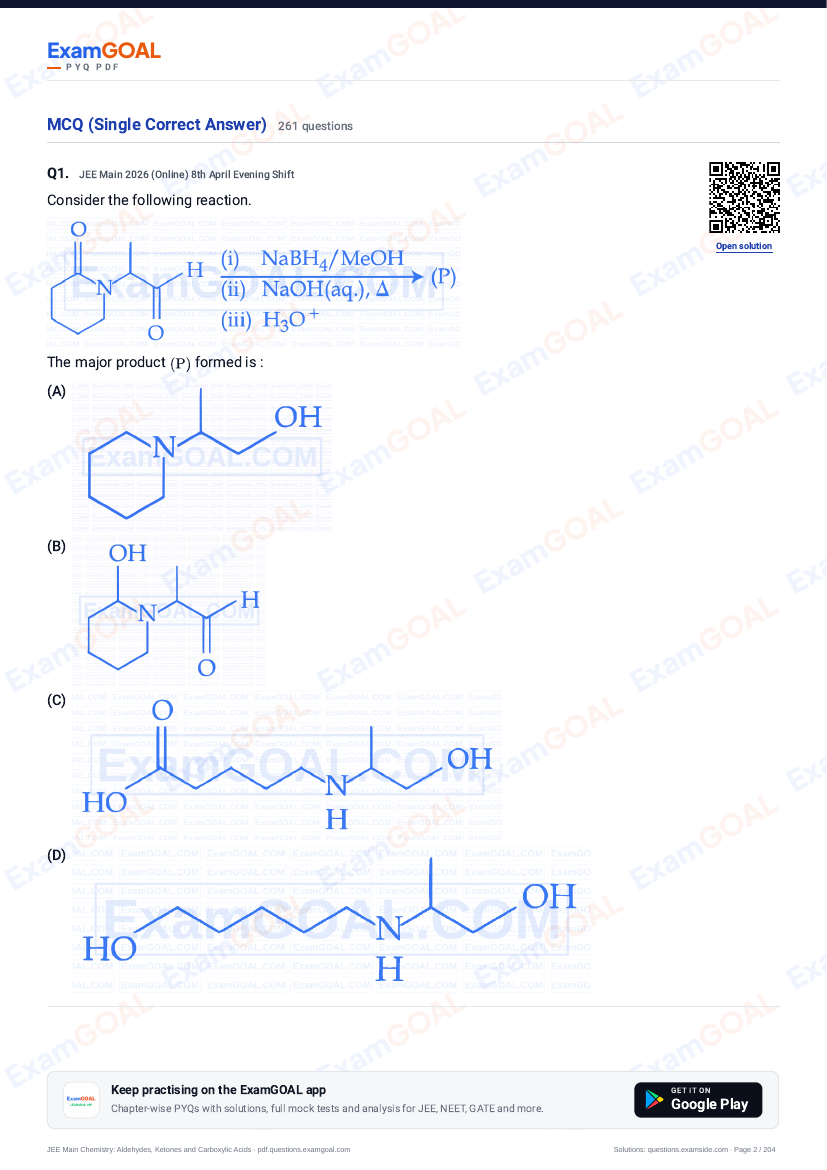 ExamGOAL
PYQ PDF
MCQ (Single Correct Answer) 261 questions
Q1. JEE Main 2026 (Online) 8th April Evening Shift
Consider the following reaction.
Open solution
O
N
H
O
(i) NaBH₄/MeOH
(ii) NaOH(aq.), Δ
(iii) H₃O⁺
(P)
The major product (P) formed is :
(A)
N
OH
(B)
OH
N
H
O
(C)
O
HO
N
H
OH
(D)
HO
N
H
OH
ExamGOAL
Keep practising on the ExamGOAL app
Chapter-wise PYQs with solutions, full mock tests and analysis for JEE, NEET, GATE and more.
GET IT ON
Google Play
JEE Main Chemistry: Aldehydes, Ketones and Carboxylic Acids · pdf.questions.examgoal.com
Solutions: questions.examside.com · Page 2 / 204